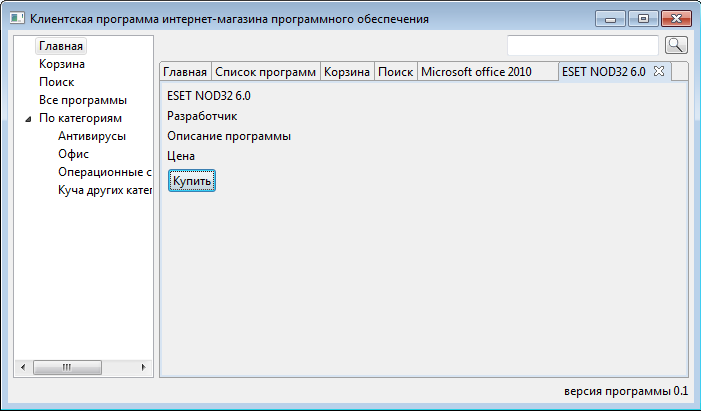 Клиентская программа интернет-магазина программного обеспечения
Главная
Корзина
Поиск
Все программы
По категориям
Антивирусы
Офис
Операционные с
Куча других катег
Главная Список программ Корзина Поиск Microsoft office 2010 ESET NOD32 6.0
ESET NOD32 6.0
Разработчик
Описание программы
Цена
Купить
версия программы 0.1